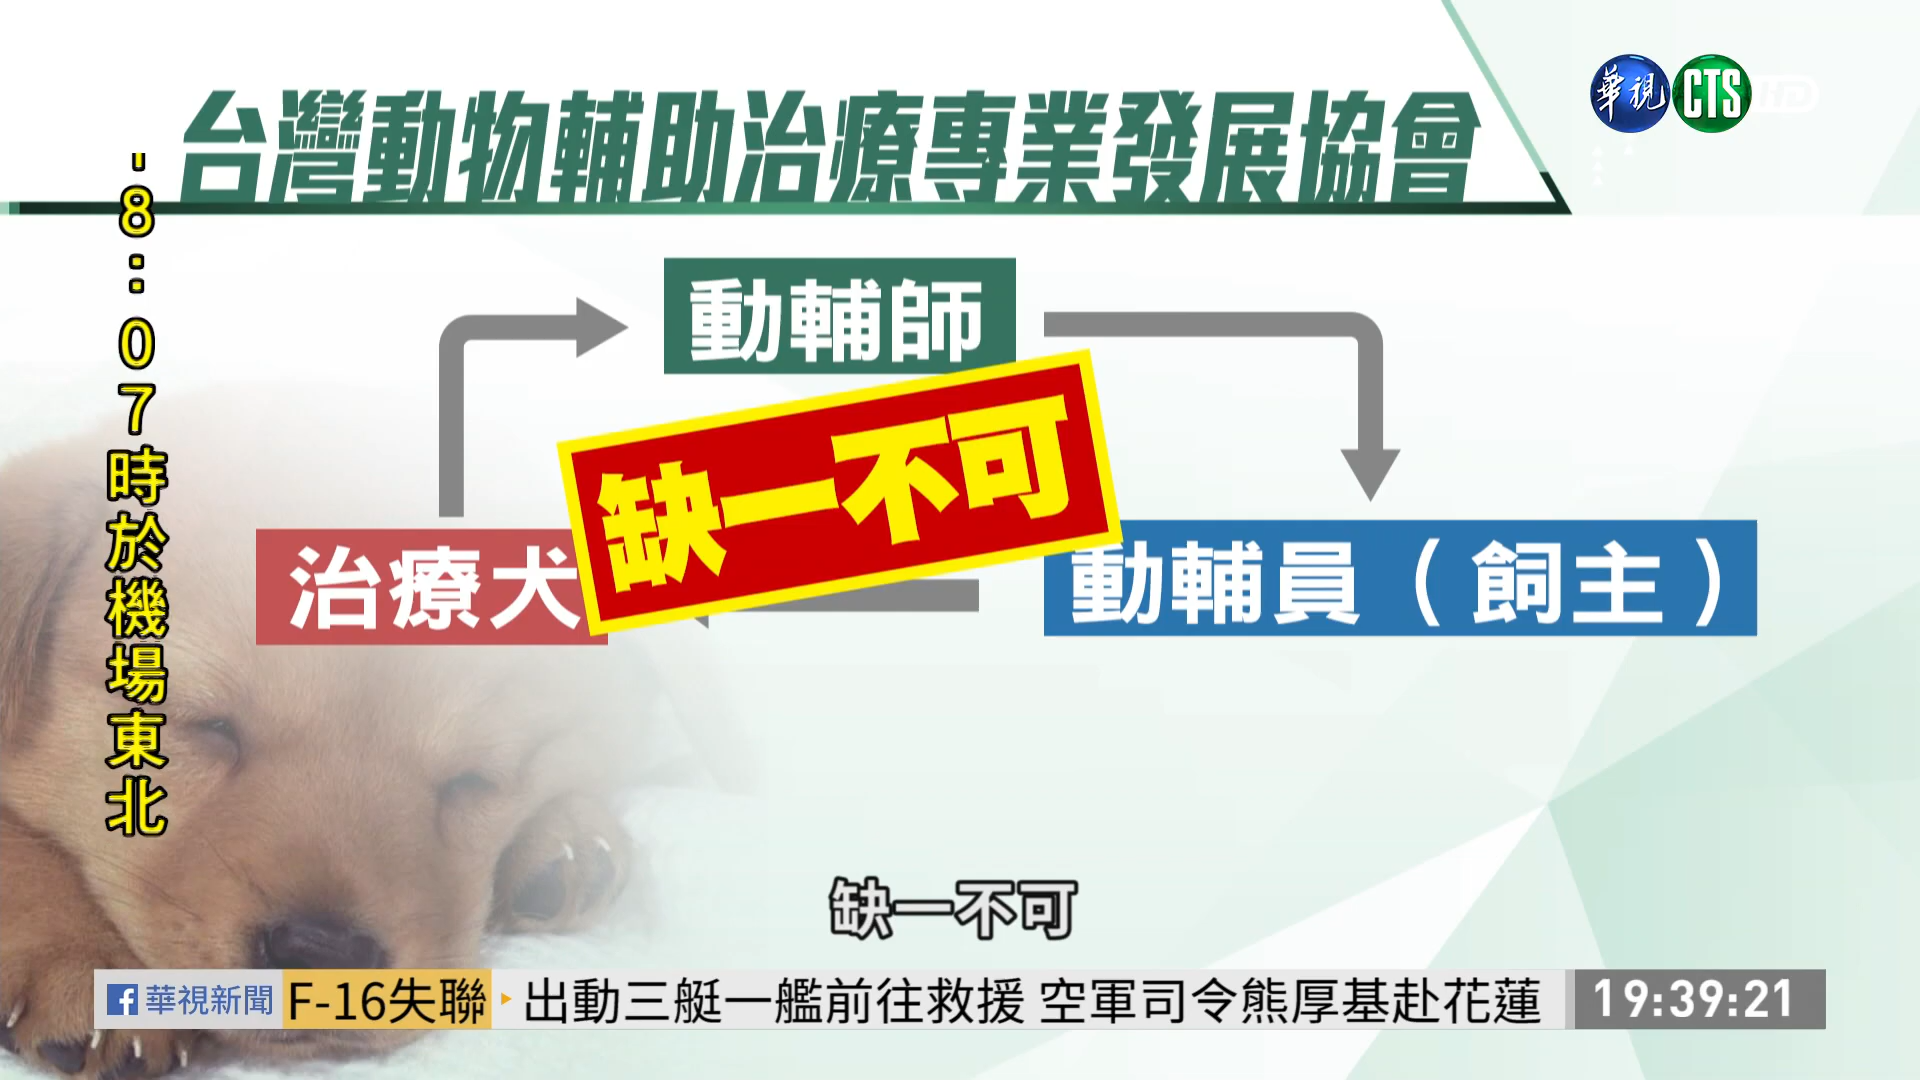 台灣動物輔助治療專業發展協會
華視 CTS HD
動輔師
缺一不可
治療犬
動輔員（飼主）
8：07時於機場東北
缺一不可
華視新聞 F-16失聯 出動三艇一艦前往救援 空軍司令熊厚基赴花蓮 19:39:21